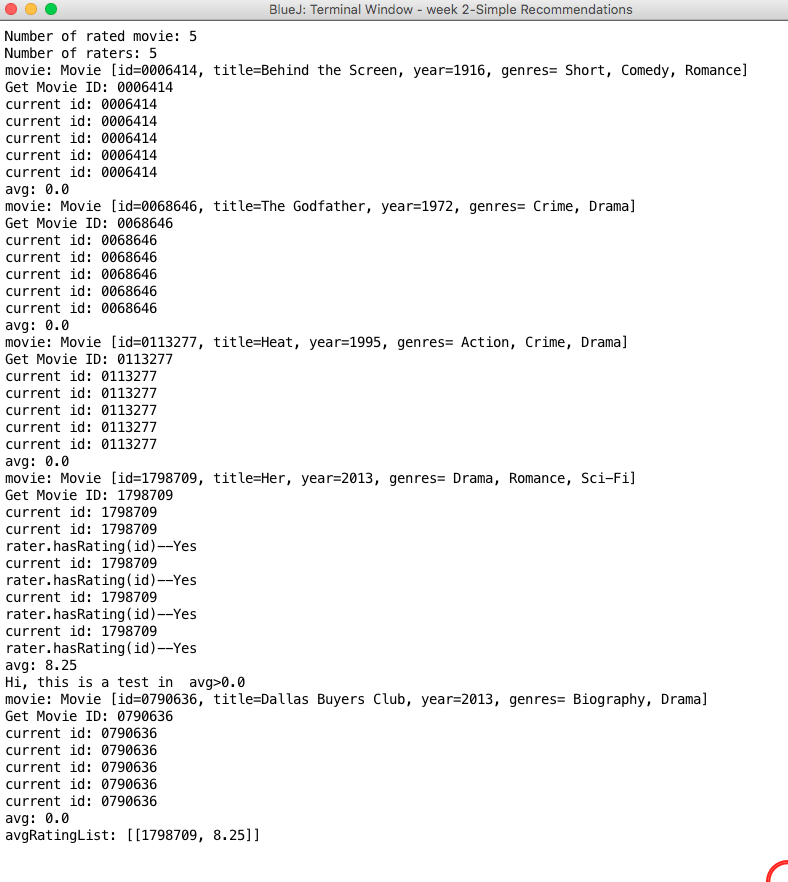 BlueJ: Terminal Window - week 2-Simple Recommendations
Number of rated movie: 5
Number of raters: 5
movie: Movie [id=0006414, title=Behind the Screen, year=1916, genres= Short, Comedy, Romance]
Get Movie ID: 0006414
current id: 0006414
current id: 0006414
current id: 0006414
current id: 0006414
current id: 0006414
avg: 0.0
movie: Movie [id=0068646, title=The Godfather, year=1972, genres= Crime, Drama]
Get Movie ID: 0068646
current id: 0068646
current id: 0068646
current id: 0068646
current id: 0068646
current id: 0068646
avg: 0.0
movie: Movie [id=0113277, title=Heat, year=1995, genres= Action, Crime, Drama]
Get Movie ID: 0113277
current id: 0113277
current id: 0113277
current id: 0113277
current id: 0113277
current id: 0113277
avg: 0.0
movie: Movie [id=1798709, title=Her, year=2013, genres= Drama, Romance, Sci-Fi]
Get Movie ID: 1798709
current id: 1798709
current id: 1798709
rater.hasRating(id)--Yes
current id: 1798709
rater.hasRating(id)--Yes
current id: 1798709
rater.hasRating(id)--Yes
current id: 1798709
rater.hasRating(id)--Yes
avg: 8.25
Hi, this is a test in  avg>0.0
movie: Movie [id=0790636, title=Dallas Buyers Club, year=2013, genres= Biography, Drama]
Get Movie ID: 0790636
current id: 0790636
current id: 0790636
current id: 0790636
current id: 0790636
current id: 0790636
avg: 0.0
avgRatingList: [[1798709, 8.25]]